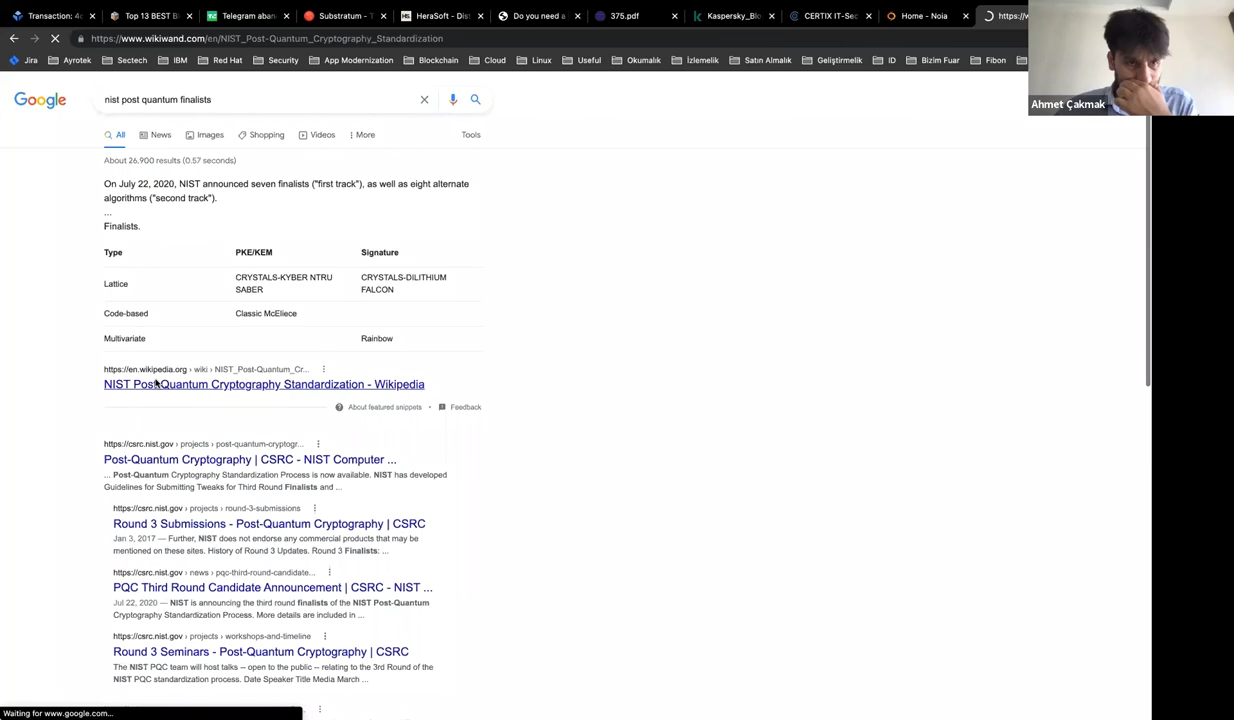 Transaction: 4c
Top 13 BEST Bi
Telegram aban
Substratum - T
HeraSoft - Dist
Do you need a
375.pdf
Kaspersky_Blo
CERTIX IT-Sec
Home - Noia
https://w
https://www.wikiwand.com/en/NIST_Post-Quantum_Cryptography_Standardization
Jira
Ayrotek
Sectech
IBM
Red Hat
Security
App Modernization
Blockchain
Cloud
Linux
Useful
Okumalık
İzlemelik
Satın Almalık
Geliştirmelik
ID
Bizim Fuar
Fibon
Ahmet Çakmak
Google
nist post quantum finalists
All
News
Images
Shopping
Videos
More
Tools
About 26,900 results (0.57 seconds)
On July 22, 2020, NIST announced seven finalists ("first track"), as well as eight alternate
algorithms ("second track").
...
Finalists.
Type PKE/KEM Signature
Lattice CRYSTALS-KYBER NTRU CRYSTALS-DILITHIUM
SABER FALCON
Code-based Classic McEliece
Multivariate Rainbow
https://en.wikipedia.org › wiki › NIST_Post-Quantum_Cr...
NIST Post-Quantum Cryptography Standardization - Wikipedia
About featured snippets • Feedback
https://csrc.nist.gov › projects › post-quantum-cryptogr...
Post-Quantum Cryptography | CSRC - NIST Computer ...
... Post-Quantum Cryptography Standardization Process is now available. NIST has developed
Guidelines for Submitting Tweaks for Third Round Finalists and ...
https://csrc.nist.gov › projects › round-3-submissions
Round 3 Submissions - Post-Quantum Cryptography | CSRC
Jan 3, 2017 — Further, NIST does not endorse any commercial products that may be
mentioned on these sites. History of Round 3 Updates. Round 3 Finalists: ...
https://csrc.nist.gov › news › pqc-third-round-candidate...
PQC Third Round Candidate Announcement | CSRC - NIST ...
Jul 22, 2020 — NIST is announcing the third round finalists of the NIST Post-Quantum
Cryptography Standardization Process. More details are included in ...
https://csrc.nist.gov › projects › workshops-and-timeline
Round 3 Seminars - Post-Quantum Cryptography | CSRC
The NIST PQC team will host talks – open to the public – relating to the 3rd Round of the
NIST PQC standardization process. Date Speaker Title Media March ...
Waiting for www.google.com...